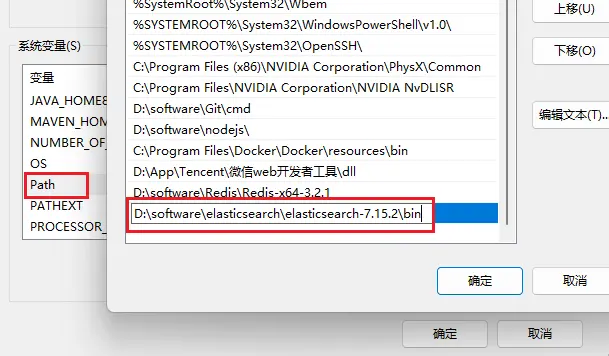 %SystemRoot%\System32\Wbem
%SYSTEMROOT%\System32\WindowsPowerShell\v1.0\
%SYSTEMROOT%\System32\OpenSSH\
C:\Program Files (x86)\NVIDIA Corporation\PhysX\Common
C:\Program Files\NVIDIA Corporation\NVIDIA NvDLISR
D:\software\Git\cmd
D:\software\nodejs\
C:\Program Files\Docker\Docker\resources\bin
D:\App\Tencent\微信web开发者工具\dll
D:\software\Redis\Redis-x64-3.2.1
D:\software\elasticsearch\elasticsearch-7.15.2\bin
上移(U)
下移(O)
编辑文本(T)...
确定
取消
系统变量(S)
变量
JAVA_HOME8
MAVEN_HOM
NUMBER_OF_
OS
Path
PATHEXT
PROCESSOR_
确定
取消